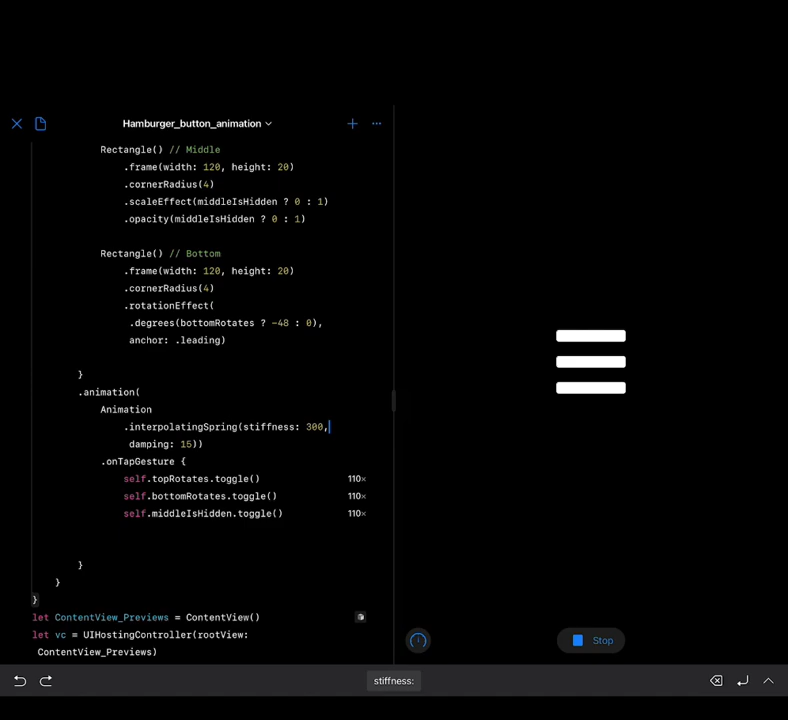 Hamburger_button_animation
Rectangle() // Middle
.frame(width: 120, height: 20)
.cornerRadius(4)
.scaleEffect(middleIsHidden ? 0 : 1)
.opacity(middleIsHidden ? 0 : 1)
Rectangle() // Bottom
.frame(width: 120, height: 20)
.cornerRadius(4)
.rotationEffect(
.degrees(bottomRotates ? -48 : 0),
anchor: .leading)
}
.animation(
Animation
.interpolatingSpring(stiffness: 300,
damping: 15))
.onTapGesture {
self.topRotates.toggle() 110×
self.bottomRotates.toggle() 110×
self.middleIsHidden.toggle() 110×
}
}
}
let ContentView_Previews = ContentView()
let vc = UIHostingController(rootView:
ContentView_Previews)
Stop
stiffness: